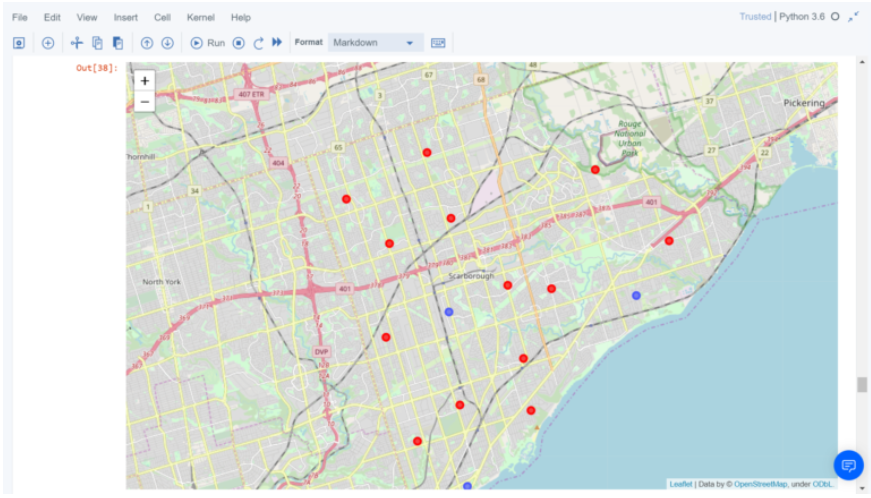 File Edit View Insert Cell Kernel Help
Trusted | Python 3.6
Run Format Markdown
Out[38]:
+
−
48
67
68
407 ETR
3
37
Pickering
Rouge
National
Urban
Park
65
27
22
404
34
1
401
North York
Scarborough
401
DVP
Leaflet | Data by © OpenStreetMap, under ODbL.